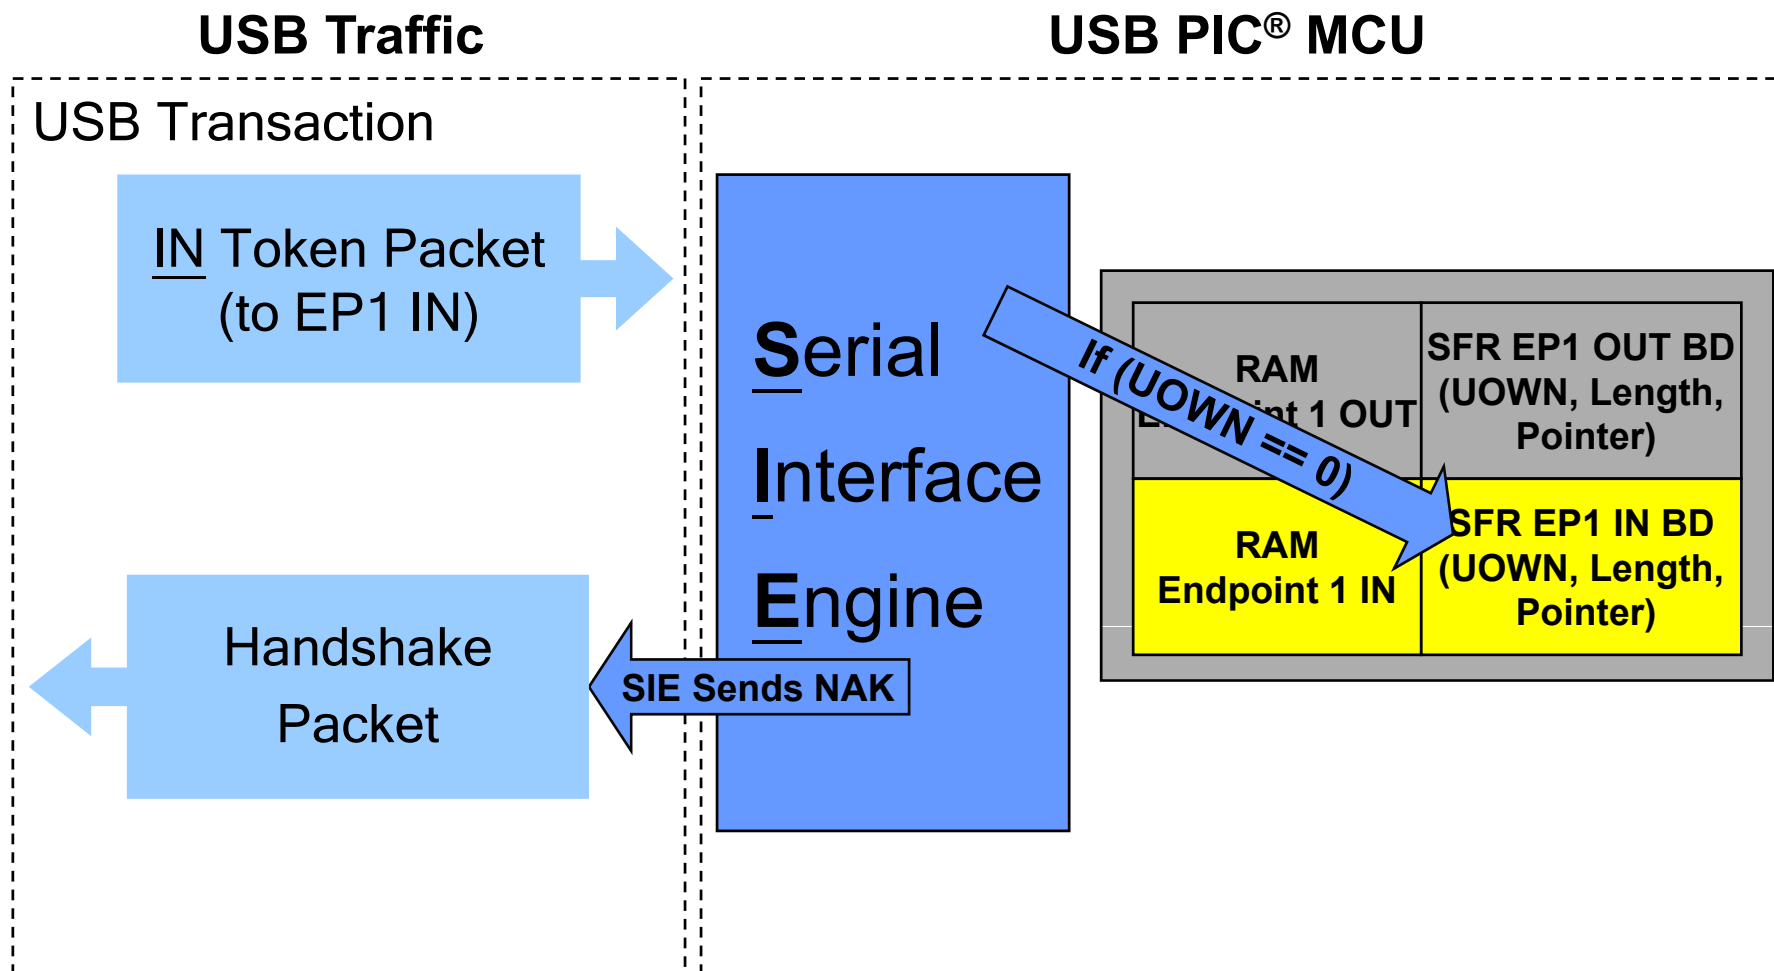 USB Traffic
USB PIC® MCU
USB Transaction
IN Token Packet
(to EP1 IN)
Handshake
Packet
Serial
Interface
Engine
SIE Sends NAK
If (UOWN == 0)
RAM
1 OUT
SFR EP1 OUT BD
(UOWN, Length,
Pointer)
RAM
Endpoint 1 IN
SFR EP1 IN BD
(UOWN, Length,
Pointer)